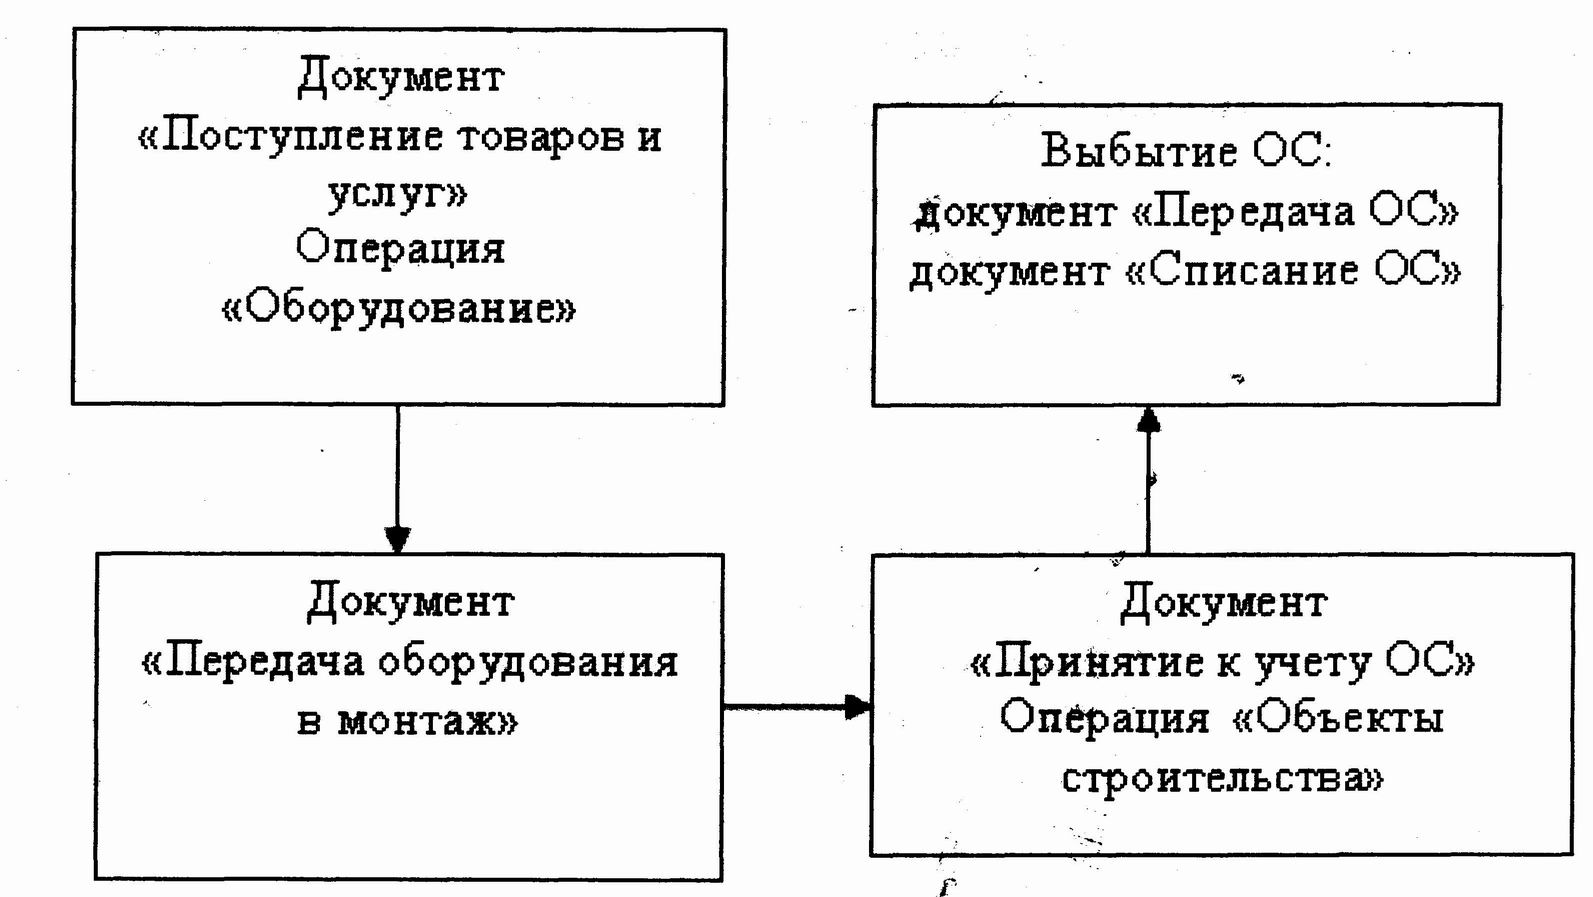 Документ
«Поступление товаров и
услуг»
Операция
«Оборудование»
Документ
«Передача оборудования
в монтаж»
Документ
«Принятие к учету ОС»
Операция «Объекты
строительства»
Выбытие ОС:
документ «Передача ОС»
документ «Списание ОС»